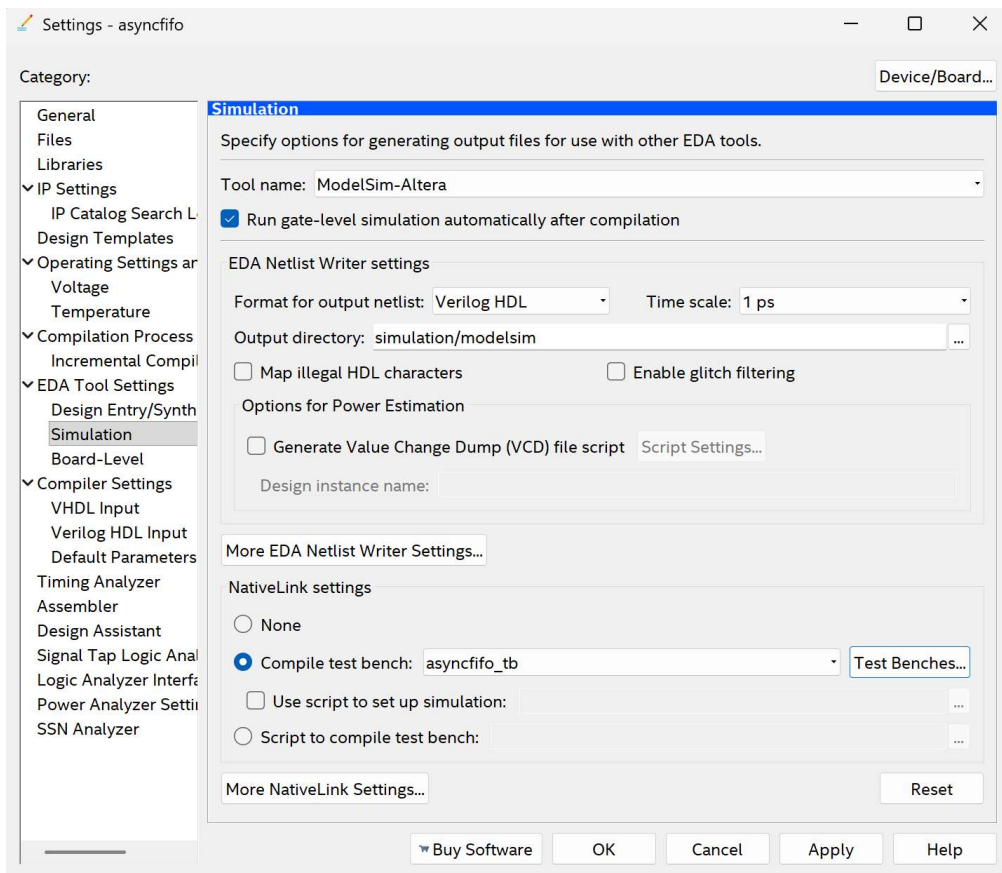 Settings - asyncfifo
Category:
Device/Board...
General
Files
Libraries
IP Settings
IP Catalog Search L
Design Templates
Operating Settings an
Voltage
Temperature
Compilation Process
Incremental Compil
EDA Tool Settings
Design Entry/Synth
Simulation
Board-Level
Compiler Settings
VHDL Input
Verilog HDL Input
Default Parameters
Timing Analyzer
Assembler
Design Assistant
Signal Tap Logic Anal
Logic Analyzer Interfa
Power Analyzer Settin
SSN Analyzer
Simulation
Specify options for generating output files for use with other EDA tools.
Tool name: ModelSim-Altera
Run gate-level simulation automatically after compilation
EDA Netlist Writer settings
Format for output netlist: Verilog HDL Time scale: 1 ps
Output directory: simulation/modelsim ...
Map illegal HDL characters Enable glitch filtering
Options for Power Estimation
Generate Value Change Dump (VCD) file script Script Settings...
Design instance name:
More EDA Netlist Writer Settings...
NativeLink settings
None
Compile test bench: asyncfifo_tb Test Benches...
Use script to set up simulation: ...
Script to compile test bench: ...
More NativeLink Settings... Reset
Buy Software OK Cancel Apply Help